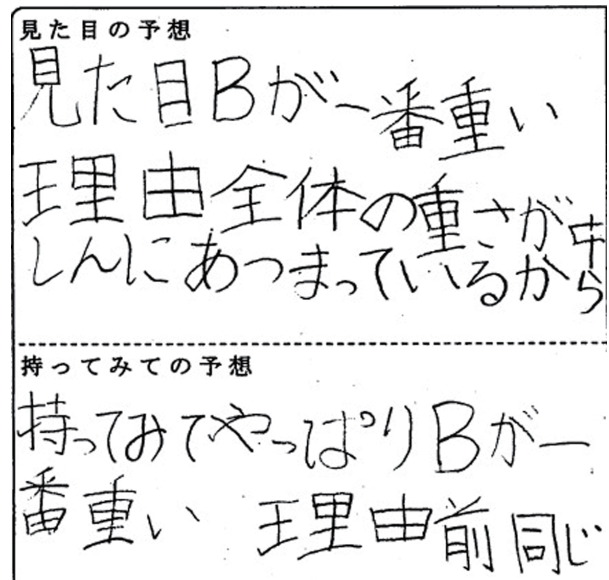 見た目の予想
見た目Bが一番重い
理由全体の重さが中
しんにあつまっているから
持ってみての予想
持ってみてやっぱりBが一
番重い 理由前同じ